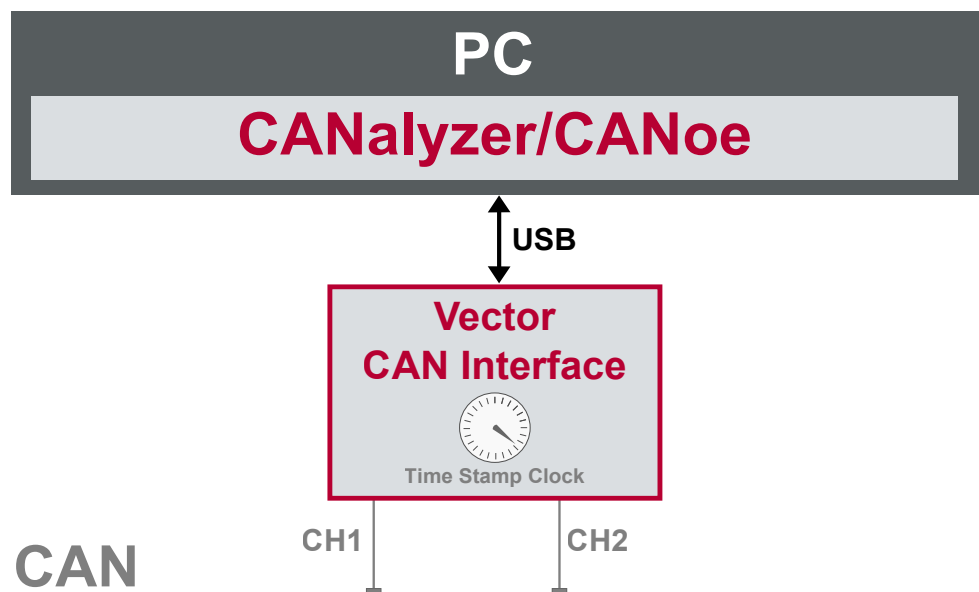 PC
CANalyzer/CANoe
USB
Vector
CAN Interface
Time Stamp Clock
CH1
CH2
CAN